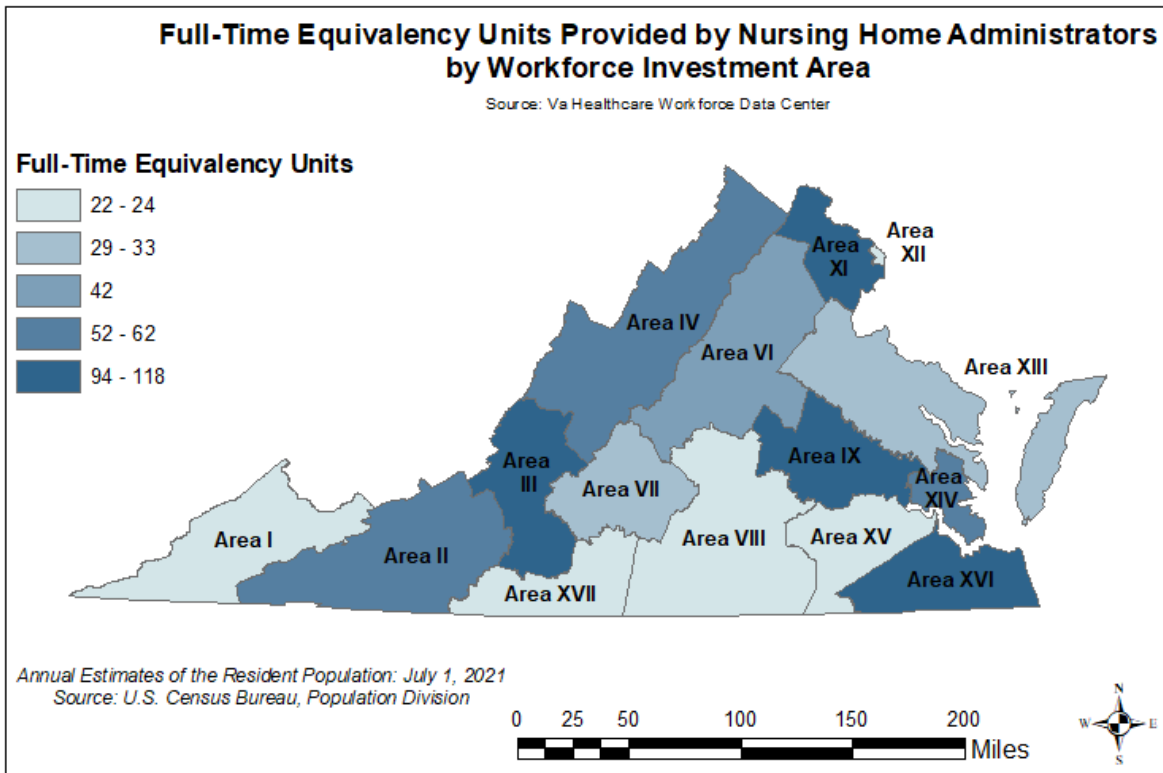 Full-Time Equivalency Units Provided by Nursing Home Administrators
by Workforce Investment Area
Source: Va Healthcare Workforce Data Center
Full-Time Equivalency Units
22 - 24
29 - 33
42
52 - 62
94 - 118
Area
XII
Area
XI
Area IV
Area VI
Area XIII
Area
III
Area IX
Area VII
Area
XIV
Area I
Area II
Area VIII
Area XV
Area XVII
Area XVI
Annual Estimates of the Resident Population: July 1, 2021
Source: U.S. Census Bureau, Population Division
0 25 50 100 150 200
Miles
N
W E
S